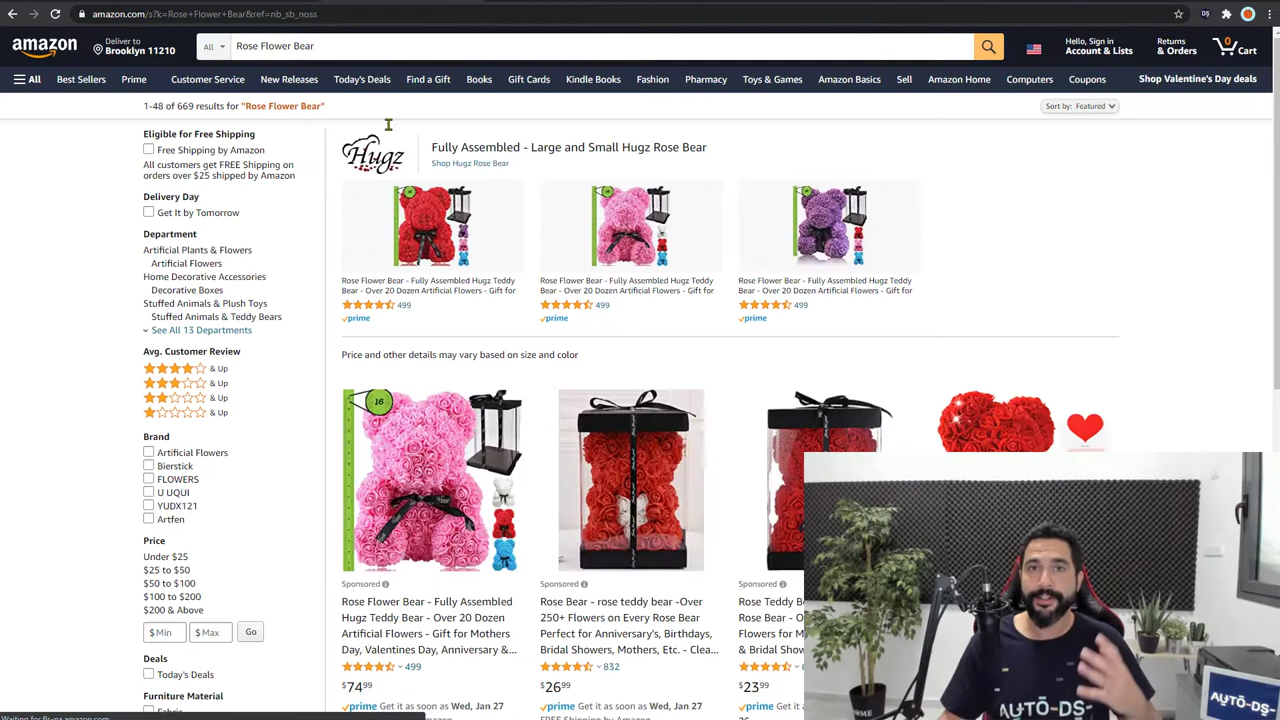 amazon.com/s?k=Rose+Flower+Bear&ref=nb_sb_noss
amazon
Deliver to
Brooklyn 11210
All
Rose Flower Bear
Hello, Sign in
Account & Lists
Returns
& Orders
0
Cart
All
Best Sellers
Prime
Customer Service
New Releases
Today's Deals
Find a Gift
Books
Gift Cards
Kindle Books
Fashion
Pharmacy
Toys & Games
Amazon Basics
Sell
Amazon Home
Computers
Coupons
Shop Valentine's Day deals
1-48 of 669 results for "Rose Flower Bear"
Sort by: Featured
Eligible for Free Shipping
Free Shipping by Amazon
All customers get FREE Shipping on
orders over $25 shipped by Amazon
Delivery Day
Get It by Tomorrow
Department
Artificial Plants & Flowers
Artificial Flowers
Home Decorative Accessories
Decorative Boxes
Stuffed Animals & Plush Toys
Stuffed Animals & Teddy Bears
See All 13 Departments
Avg. Customer Review
& Up
& Up
& Up
& Up
Brand
Artificial Flowers
Bierstick
FLOWERS
U UQUI
YUDX121
Artfen
Price
Under $25
$25 to $50
$50 to $100
$100 to $200
$200 & Above
$ Min
$ Max
Go
Deals
Today's Deals
Furniture Material
Hugz
Fully Assembled - Large and Small Hugz Rose Bear
Shop Hugz Rose Bear
Rose Flower Bear - Fully Assembled Hugz Teddy
Bear - Over 20 Dozen Artificial Flowers - Gift for
499
prime
Rose Flower Bear - Fully Assembled Hugz Teddy
Bear - Over 20 Dozen Artificial Flowers - Gift for
499
prime
Rose Flower Bear - Fully Assembled Hugz Teddy
Bear - Over 20 Dozen Artificial Flowers - Gift for
499
prime
Price and other details may vary based on size and color
16
Sponsored
Rose Flower Bear - Fully Assembled
Hugz Teddy Bear - Over 20 Dozen
Artificial Flowers - Gift for Mothers
Day, Valentines Day, Anniversary &...
499
$7499
prime Get it as soon as Wed, Jan 27
Sponsored
Rose Bear - rose teddy bear -Over
250+ Flowers on Every Rose Bear
Perfect for Anniversary's, Birthdays,
Bridal Showers, Mothers, Etc. - Clea...
832
$2699
prime Get it as soon as Wed, Jan 27
FREE Shipping by Amazon
Sponsored
Rose Teddy
Rose Bear - O
Flowers for M
& Bridal Show
$2399
prime Get it a
HOME
AUTŌ-DS-
AUTŌ-DS-